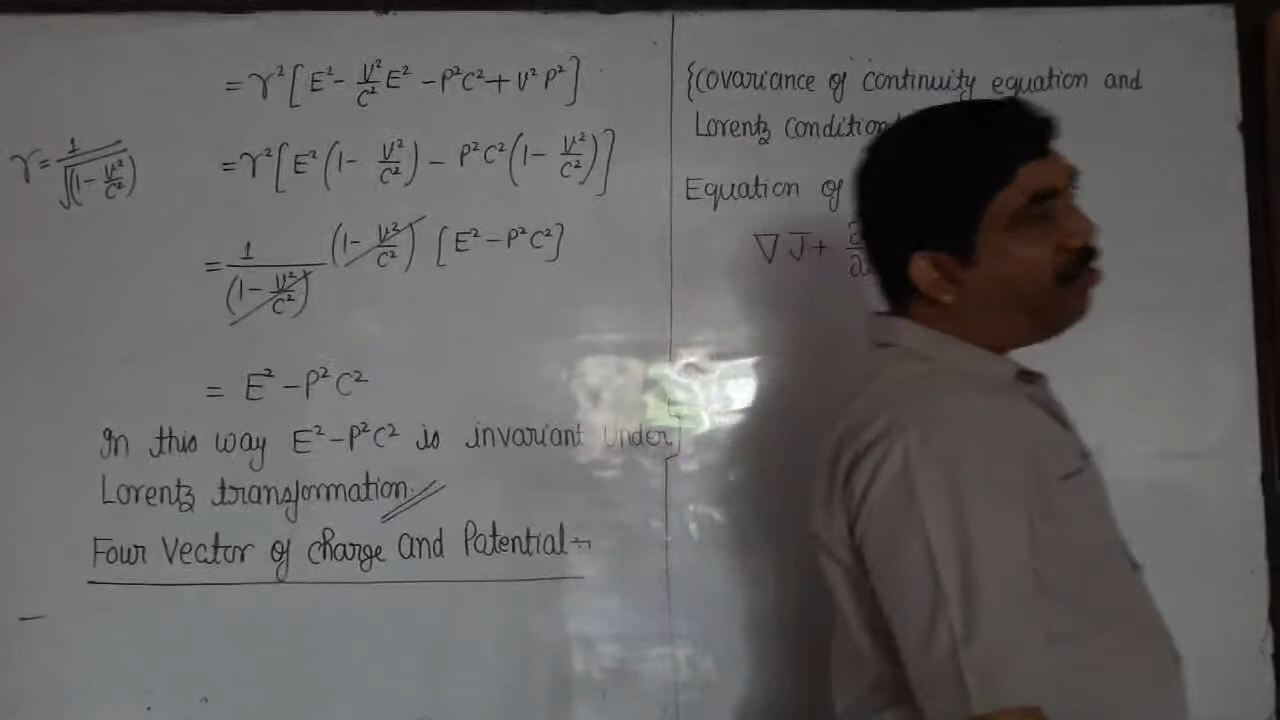 = γ²[E² - V²/C² E² - P²C² + V²P²]
γ = 1/√(1 - V²/C²)
= γ²[E²(1 - V²/C²) - P²C²(1 - V²/C²)]
= 1/(1 - V²/C²) (1 - V²/C²) [E² - P²C²]
= E² - P²C²
In this way E² - P²C² is invariant under
Lorentz transformation.
Four Vector of charge and Potential :-
{covariance of continuity equation and
Lorentz condition
Equation of
∇J̄ + ∂